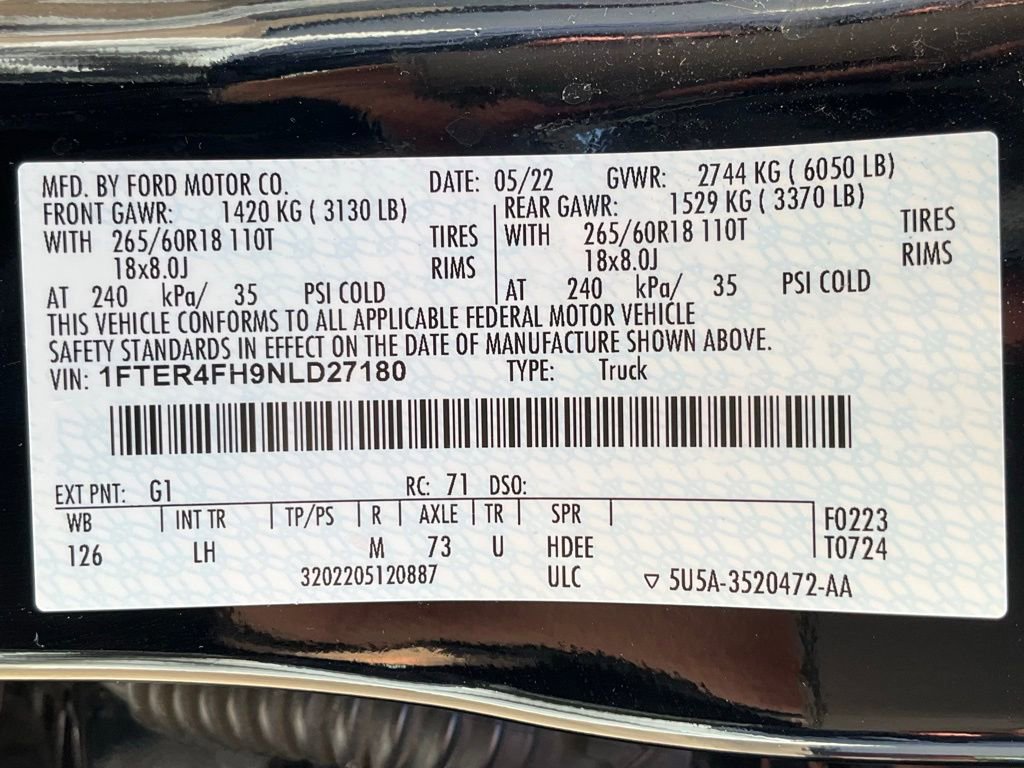 MFD. BY FORD MOTOR CO. DATE: 05/22 GVWR: 2744 KG ( 6050 LB)
FRONT GAWR: 1420 KG ( 3130 LB) REAR GAWR: 1529 KG ( 3370 LB)
WITH 265/60R18 110T TIRES WITH 265/60R18 110T TIRES
18x8.0J RIMS 18x8.0J RIMS
AT 240 kPa/ 35 PSI COLD AT 240 kPa/ 35 PSI COLD
THIS VEHICLE CONFORMS TO ALL APPLICABLE FEDERAL MOTOR VEHICLE
SAFETY STANDARDS IN EFFECT ON THE DATE OF MANUFACTURE SHOWN ABOVE.
VIN: 1FTER4FH9NLD27180 TYPE: Truck
EXT PNT: G1 RC: 71 DSO:
WB INT TR TP/PS R AXLE TR SPR F0223
126 LH M 73 U HDEE T0724
3202205120887 ULC ▽ 5U5A-3520472-AA